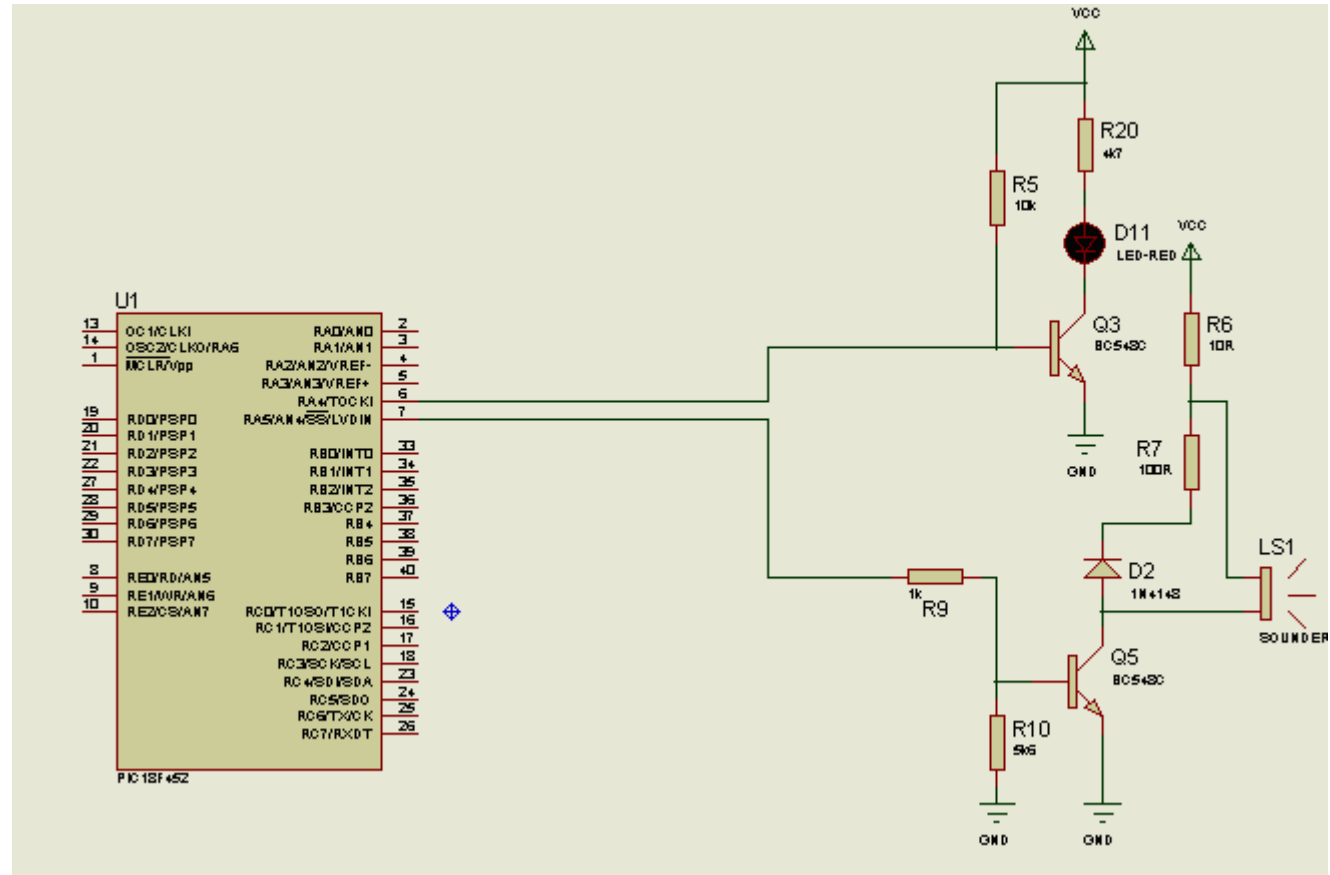 VCC
R20
4k7
R5
10k
D11
LED-RED
VCC
U1
13
OC1/CLKI
RA0/AN0
2
14
OSC2/CLKO/RA6
RA1/AN1
3
1
MCLR/Vpp
RA2/AN2/VREF-
4
RA3/AN3/VREF+
5
RA4/T0CKI
6
RA5/AN4/SS/LVDIN
7
Q3
BC548C
R6
10R
19
RD0/PSP0
20
RD1/PSP1
21
RD2/PSP2
RB0/INT0
33
22
RD3/PSP3
RB1/INT1
34
27
RD4/PSP4
RB2/INT2
35
28
RD5/PSP5
RB3/CCP2
36
29
RD6/PSP6
RB4
37
30
RD7/PSP7
RB5
38
RB6
39
8
RE0/RD/AN5
RB7
40
9
RE1/WR/AN6
10
RE2/CS/AN7
RC0/T1OSO/T1CKI
15
RC1/T1OSI/CCP2
16
RC2/CCP1
17
RC3/SCK/SCL
18
RC4/SDI/SDA
23
RC5/SDO
24
RC6/TX/CK
25
RC7/RX/DT
26
PIC18F452
GND
R7
100R
LS1
SOUNDER
D2
1N4148
1k
R9
Q5
BC548C
R10
5k6
GND
GND